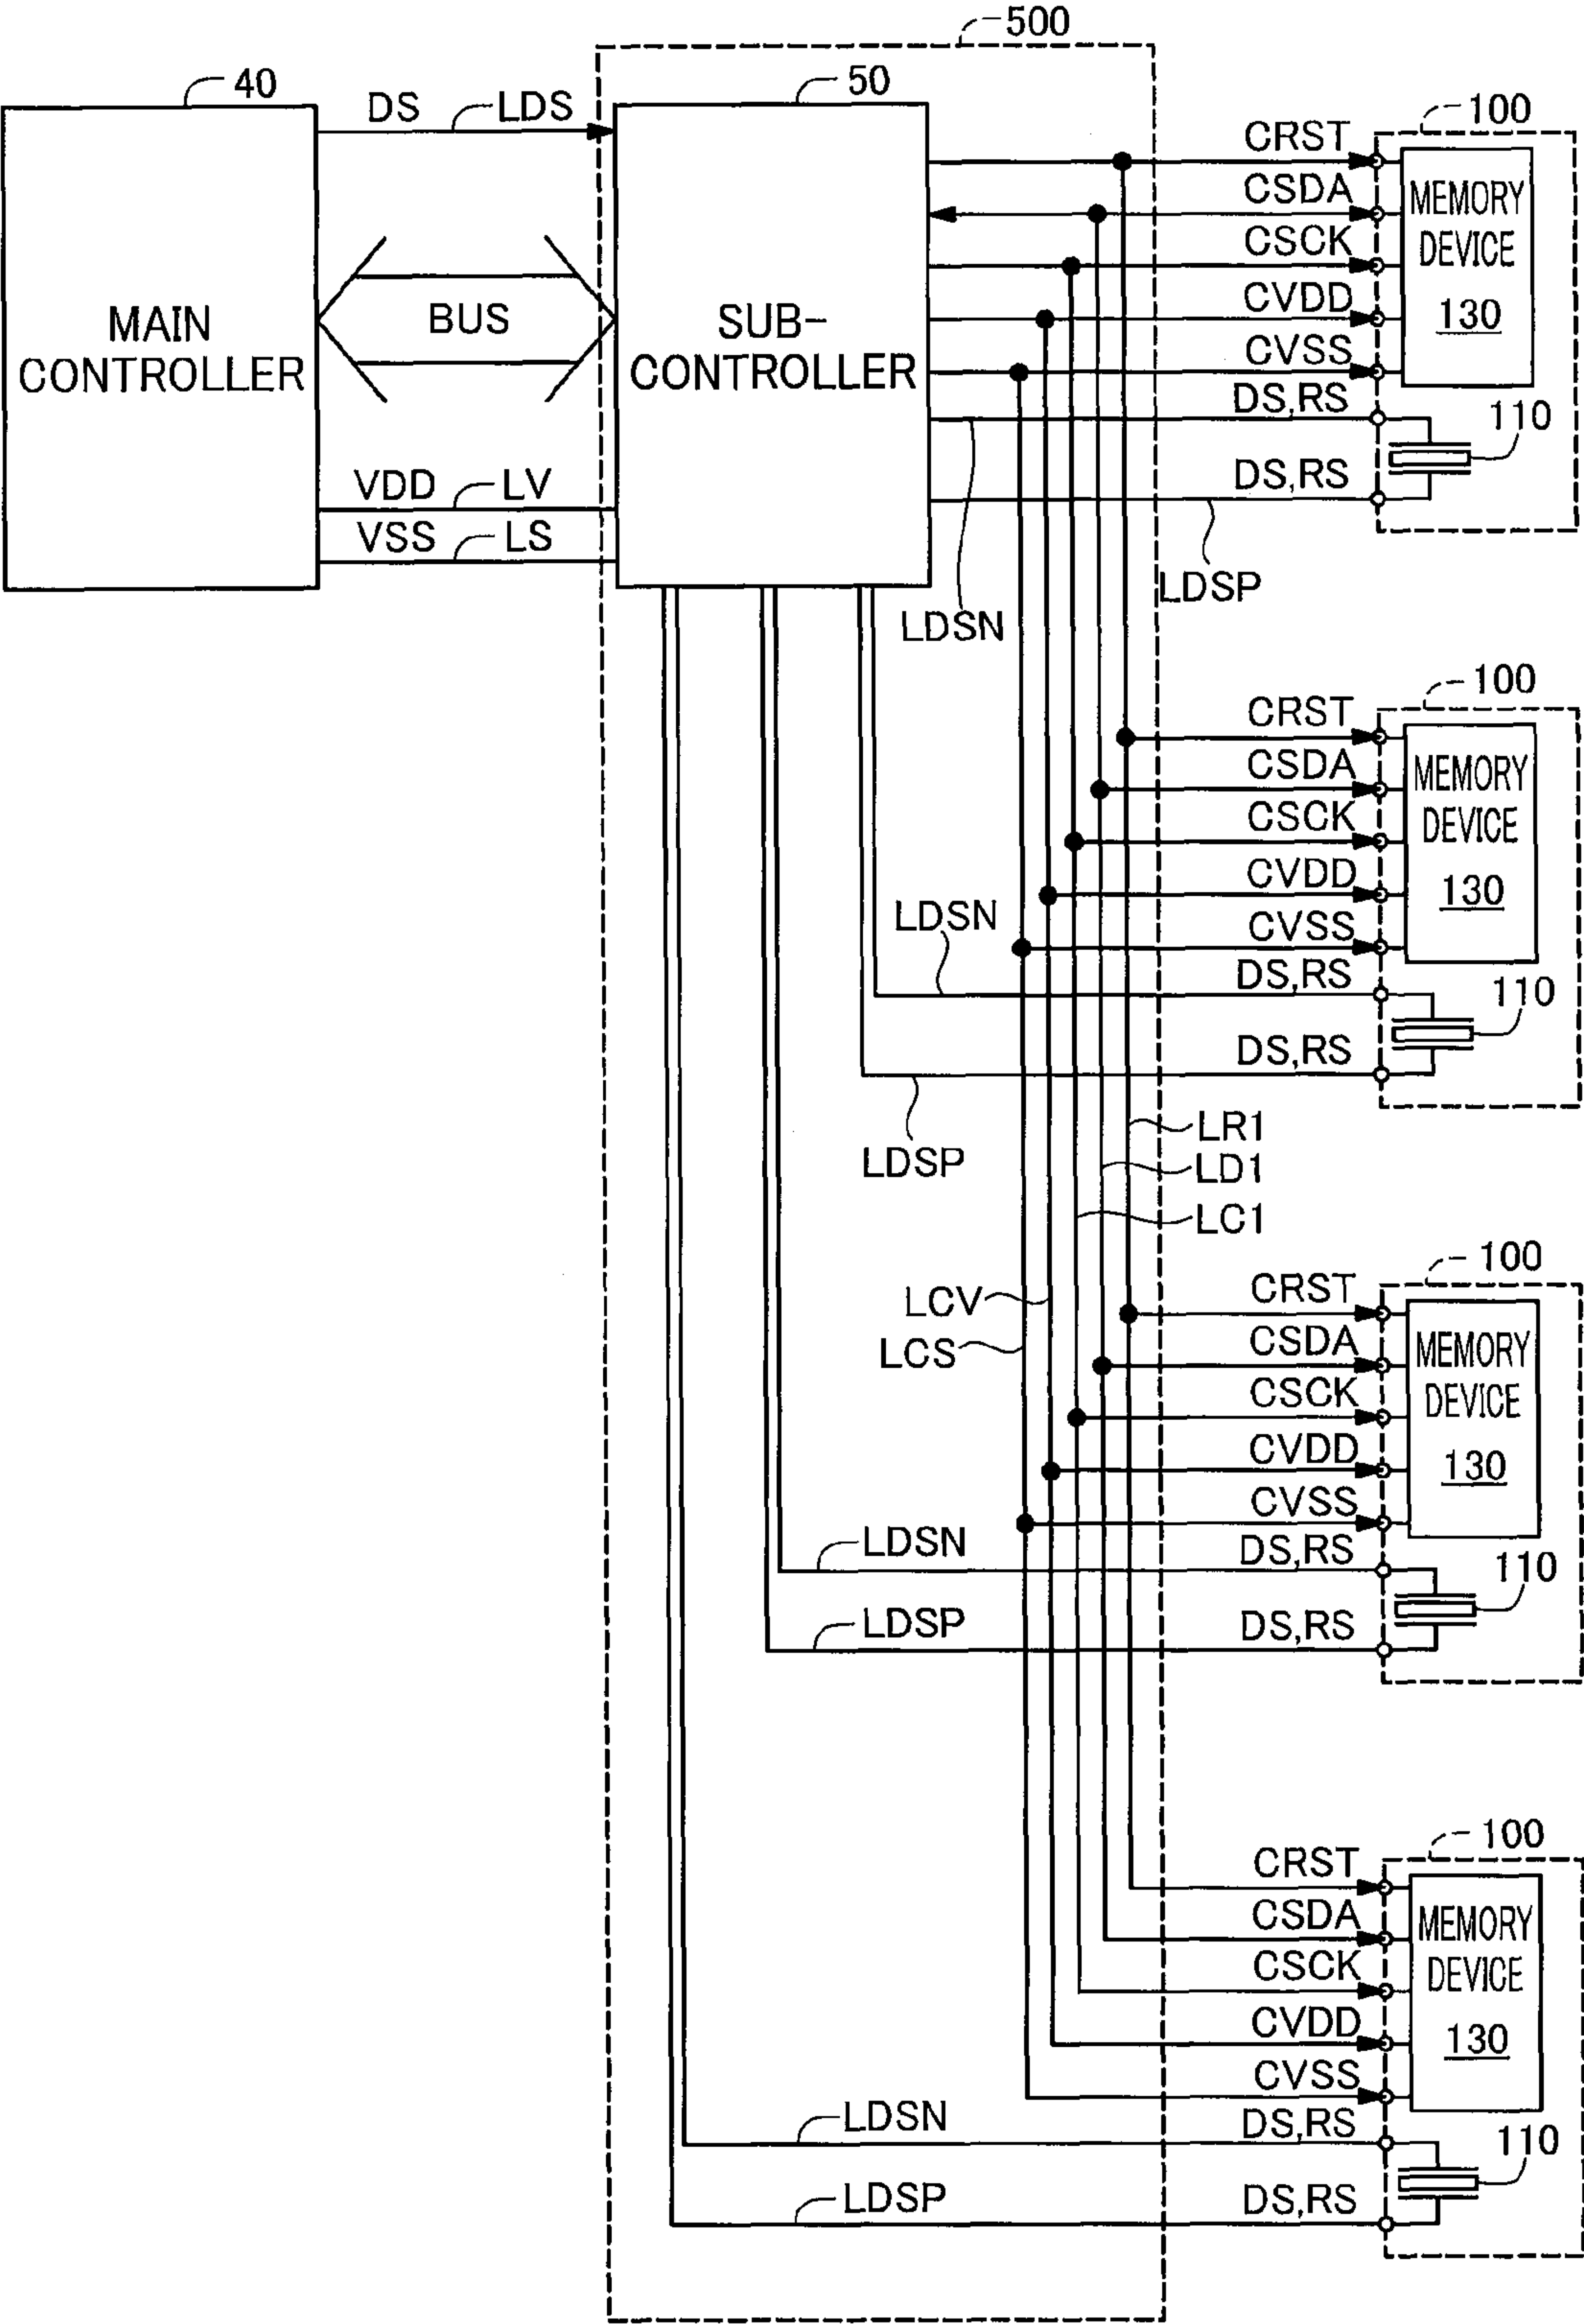 500
40
50
DS
LDS
100
CRST
CSDA
CSCK
CVDD
CVSS
DS,RS
DS,RS
MEMORY
DEVICE
130
110
MAIN
CONTROLLER
BUS
SUB-
CONTROLLER
VDD
LV
VSS
LS
LDSN
LDSP
100
CRST
CSDA
CSCK
CVDD
CVSS
DS,RS
DS,RS
MEMORY
DEVICE
130
110
LDSN
LDSP
LR1
LD1
LC1
LCV
LCS
100
CRST
CSDA
CSCK
CVDD
CVSS
DS,RS
DS,RS
MEMORY
DEVICE
130
110
LDSN
LDSP
100
CRST
CSDA
CSCK
CVDD
CVSS
DS,RS
DS,RS
MEMORY
DEVICE
130
110
LDSN
LDSP